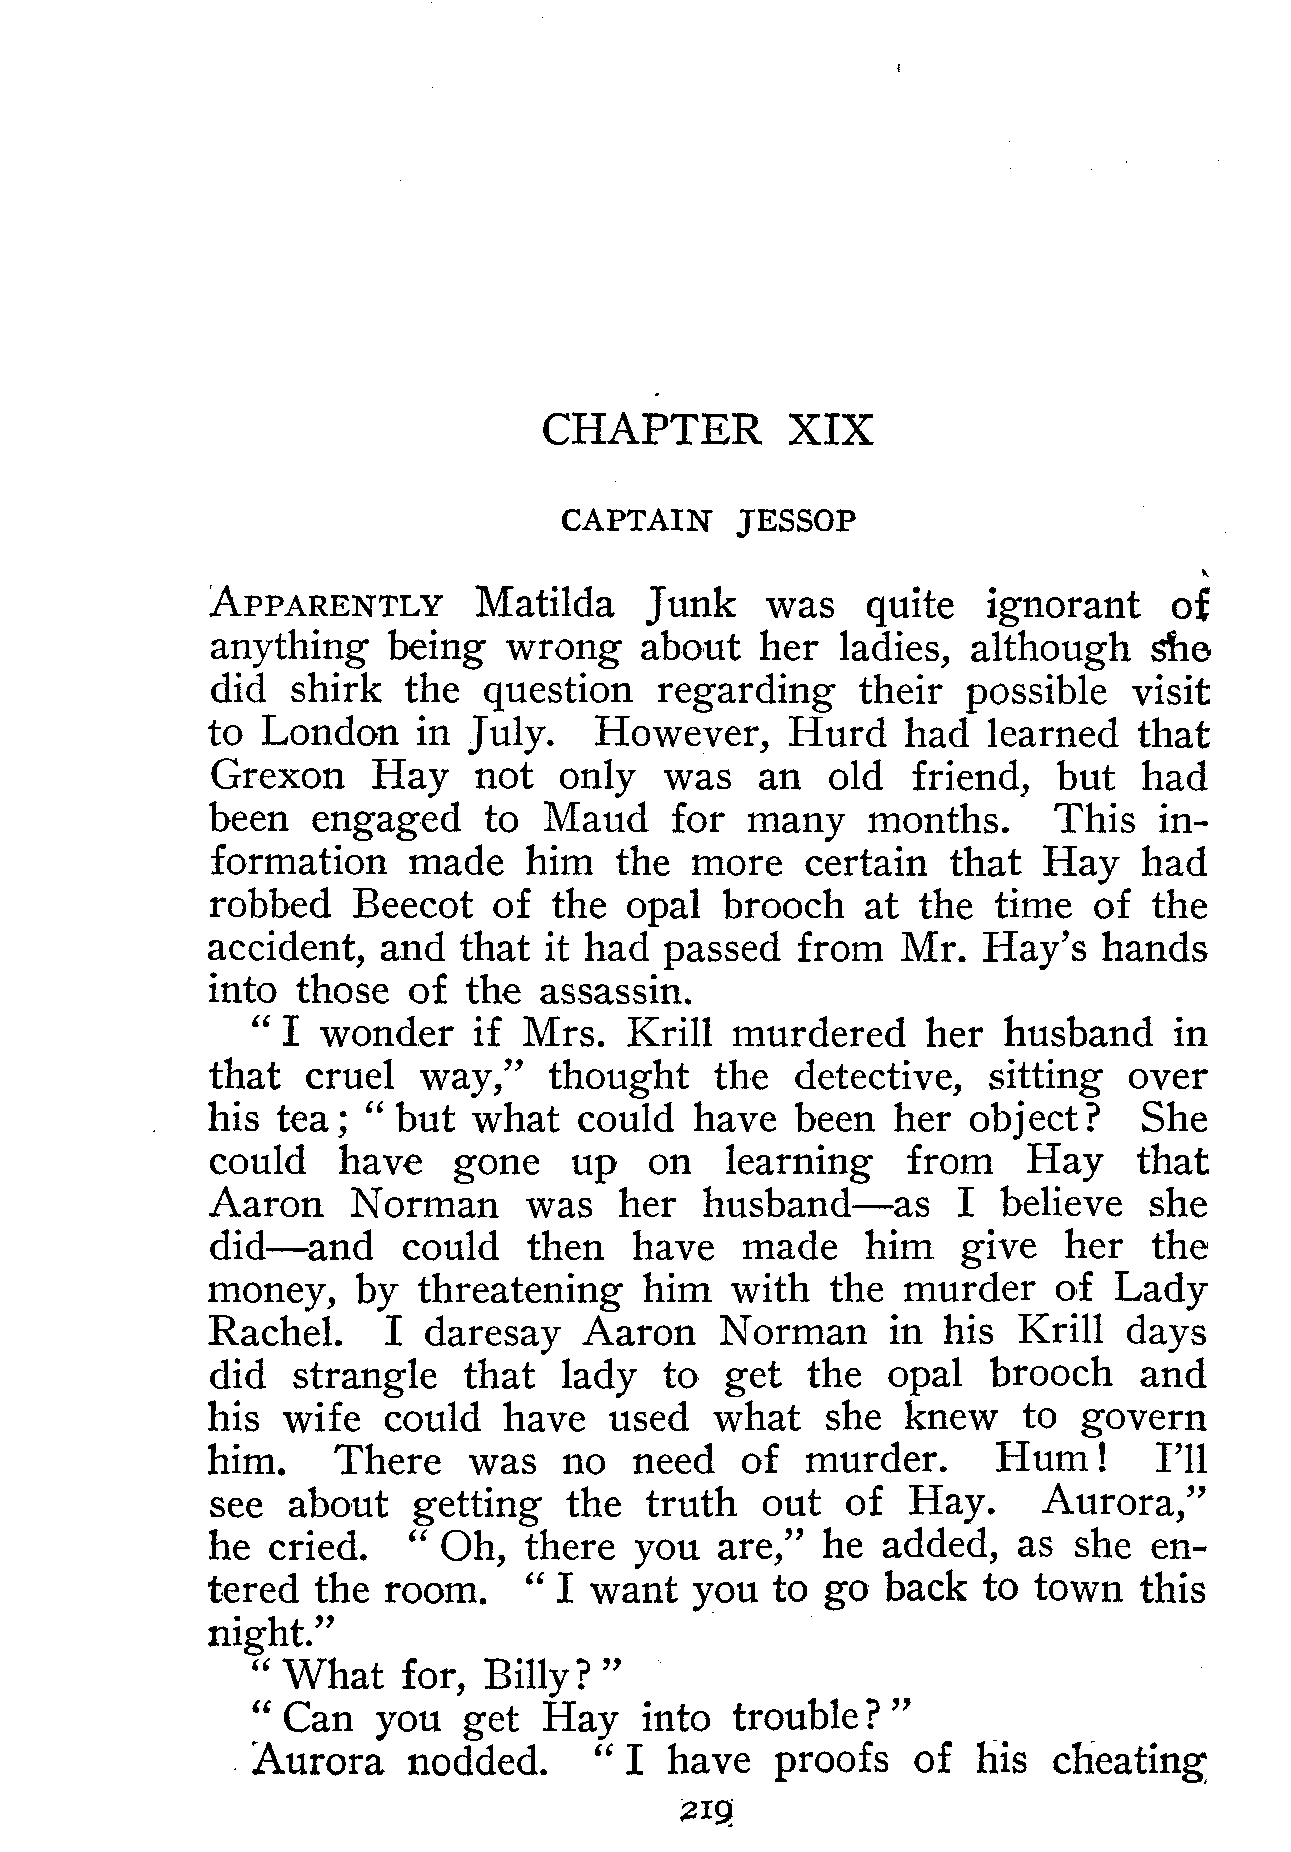 CHAPTER XIX
CAPTAIN JESSOP
APPARENTLY Matilda Junk was quite ignorant of
anything being wrong about her ladies, although she
did shirk the question regarding their possible visit
to London in July. However, Hurd had learned that
Grexon Hay not only was an old friend, but had
been engaged to Maud for many months. This in-
formation made him the more certain that Hay had
robbed Beecot of the opal brooch at the time of the
accident, and that it had passed from Mr. Hay's hands
into those of the assassin.
“I wonder if Mrs. Krill murdered her husband in
that cruel way,” thought the detective, sitting over
his tea; “but what could have been her object? She
could have gone up on learning from Hay that
Aaron Norman was her husband—as I believe she
did—and could then have made him give her the
money, by threatening him with the murder of Lady
Rachel. I daresay Aaron Norman in his Krill days
did strangle that lady to get the opal brooch and
his wife could have used what she knew to govern
him. There was no need of murder. Hum! I'll
see about getting the truth out of Hay. Aurora,”
he cried. “Oh, there you are,” he added, as she en-
tered the room. “I want you to go back to town this
night.”
“What for, Billy?”
“Can you get Hay into trouble?”
Aurora nodded. “I have proofs of his cheating
219